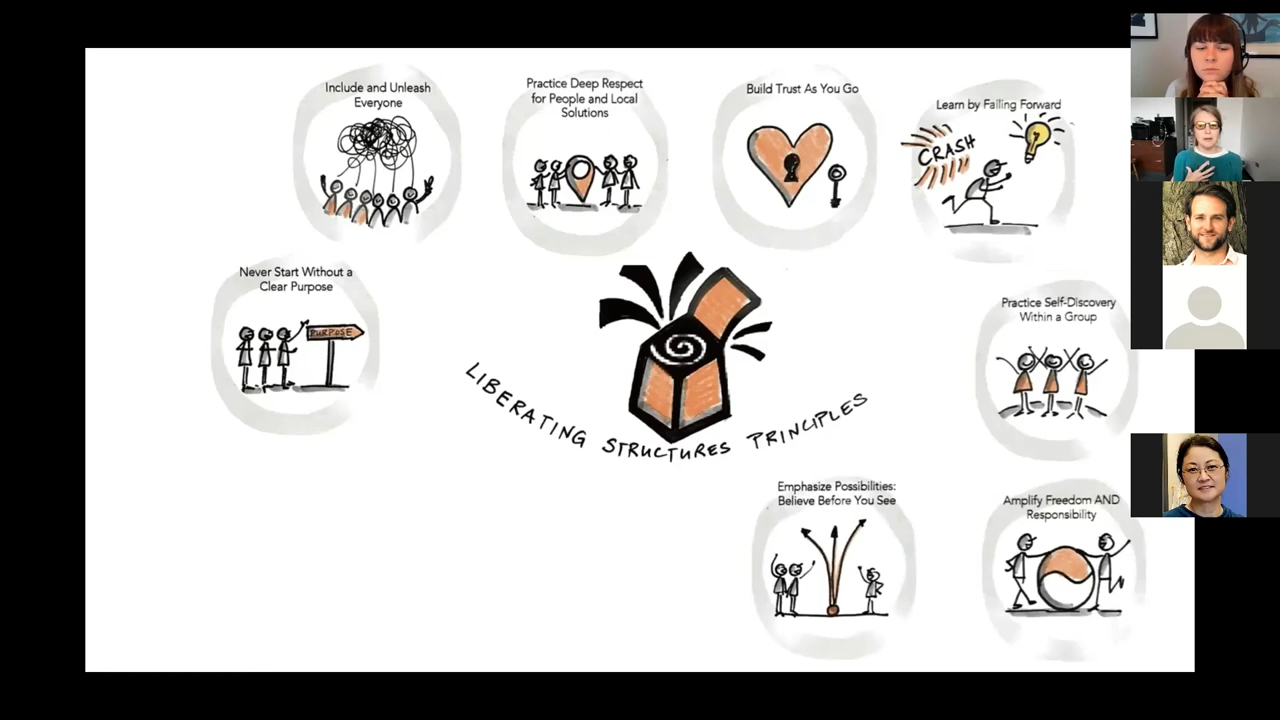 Include and Unleash
Everyone
Practice Deep Respect
for People and Local
Solutions
Build Trust As You Go
Learn by Failing Forward
CRASH
Never Start Without a
Clear Purpose
PURPOSE
Practice Self-Discovery
Within a Group
LIBERATING STRUCTURES PRINCIPLES
Emphasize Possibilities:
Believe Before You See
Amplify Freedom AND
Responsibility